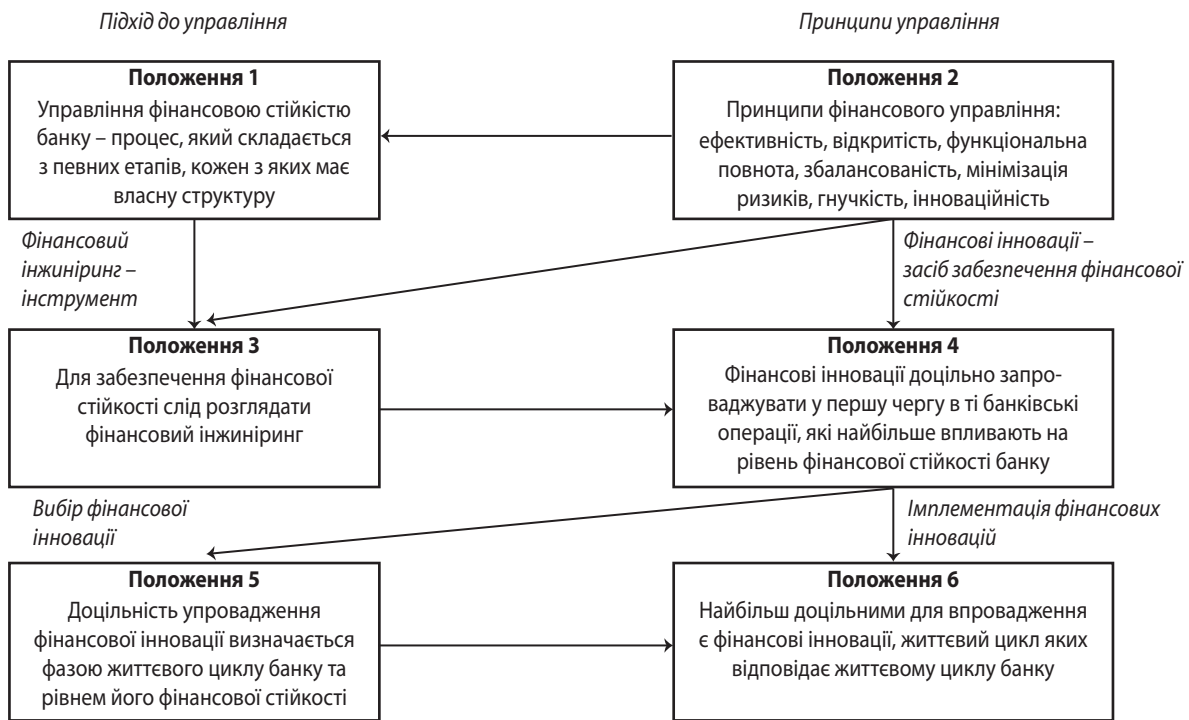 Підхід до управління
Принципи управління
Положення 1
Управління фінансовою стійкістю
банку – процес, який складається
з певних етапів, кожен з яких має
власну структуру
Положення 2
Принципи фінансового управління:
ефективність, відкритість, функціональна
повнота, збалансованість, мінімізація
ризиків, гнучкість, інноваційність
Фінансовий
інжиніринг –
інструмент
Фінансові інновації –
засіб забезпечення фінансової
стійкості
Положення 3
Для забезпечення фінансової
стійкості слід розглядати
фінансовий інжиніринг
Положення 4
Фінансові інновації доцільно запро-
ваджувати у першу чергу в ті банківські
операції, які найбільше впливають на
рівень фінансової стійкості банку
Вибір фінансової
інновації
Імплементація фінансових
інновацій
Положення 5
Доцільність упровадження
фінансової інновації визначається
фазою життєвого циклу банку та
рівнем його фінансової стійкості
Положення 6
Найбільш доцільними для впровадження
є фінансові інновації, життєвий цикл яких
відповідає життєвому циклу банку